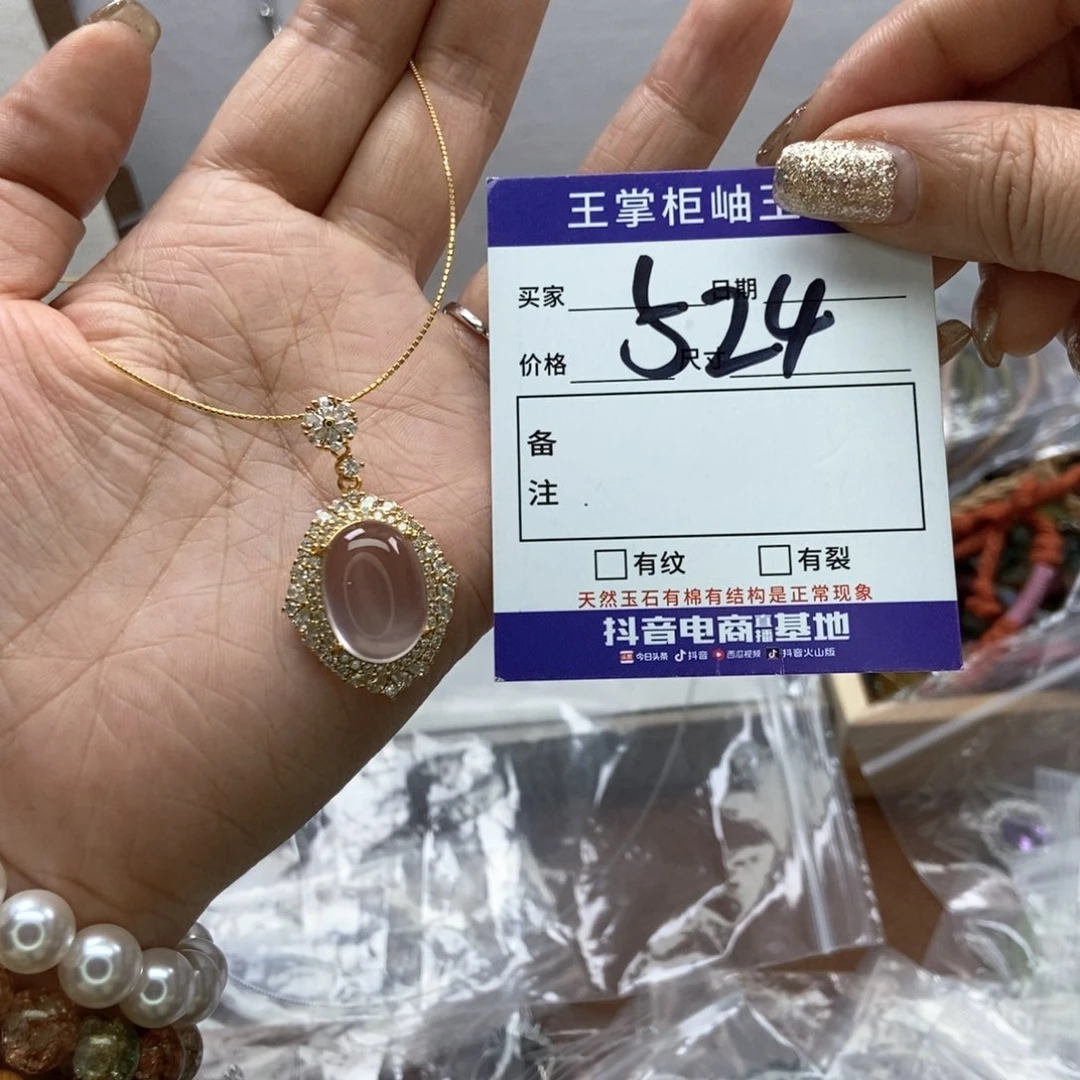 王掌柜岫玉
买家 日期
524
价格 尺寸
备
注
有纹 有裂
天然玉石有棉有结构是正常现象
抖音电商直播基地
今日头条 抖音 西瓜视频 抖音火山版